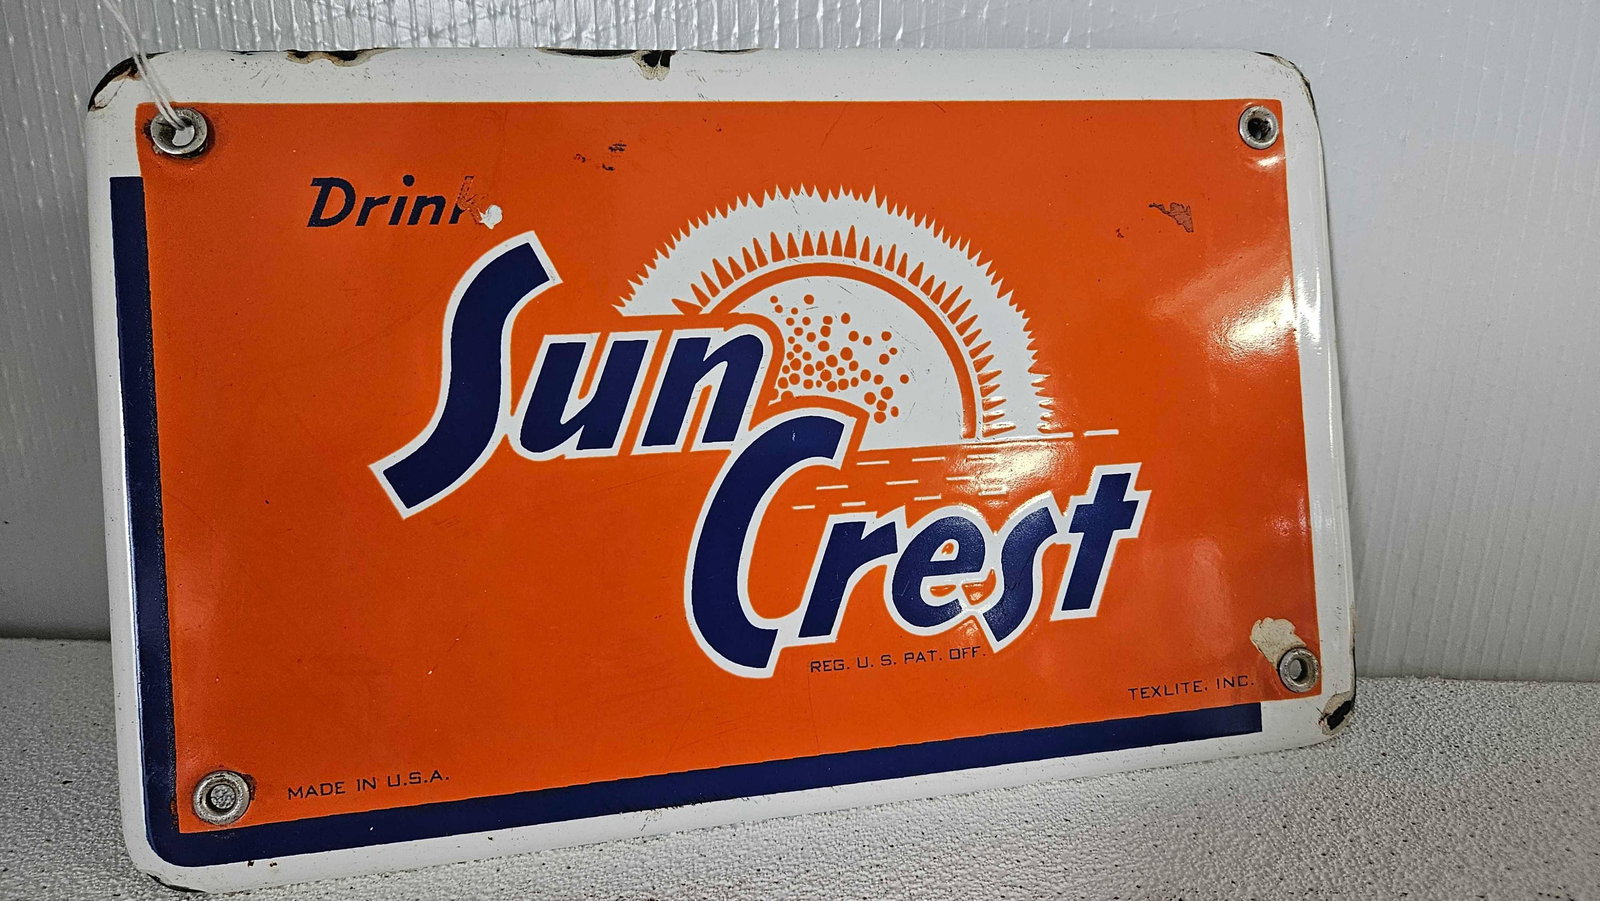 Drink
Sun
Crest
REG. U. S. PAT. OFF.
TEXLITE, INC.
MADE IN U.S.A.